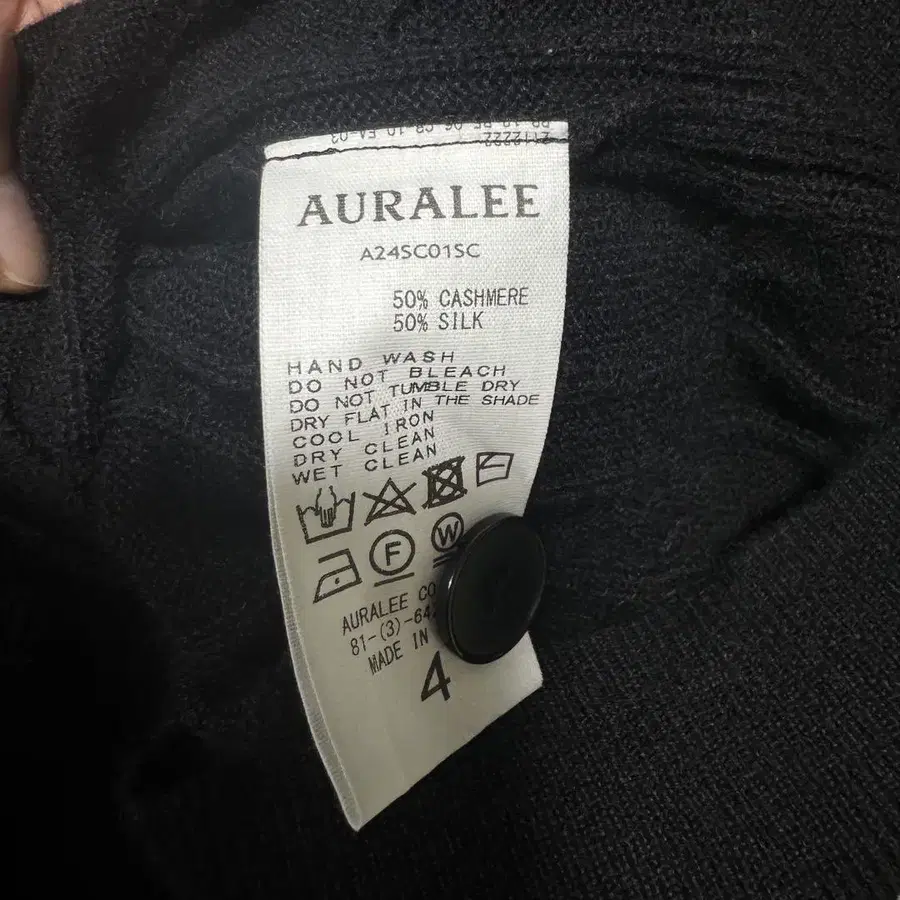 AURALEE
A24SC01SC
50% CASHMERE
50% SILK
HAND WASH
DO NOT BLEACH
DO NOT TUMBLE DRY
DRY FLAT IN THE SHADE
COOL IRON
DRY CLEAN
WET CLEAN
F W
AURALEE CO
81-(3)-64
MADE IN
4